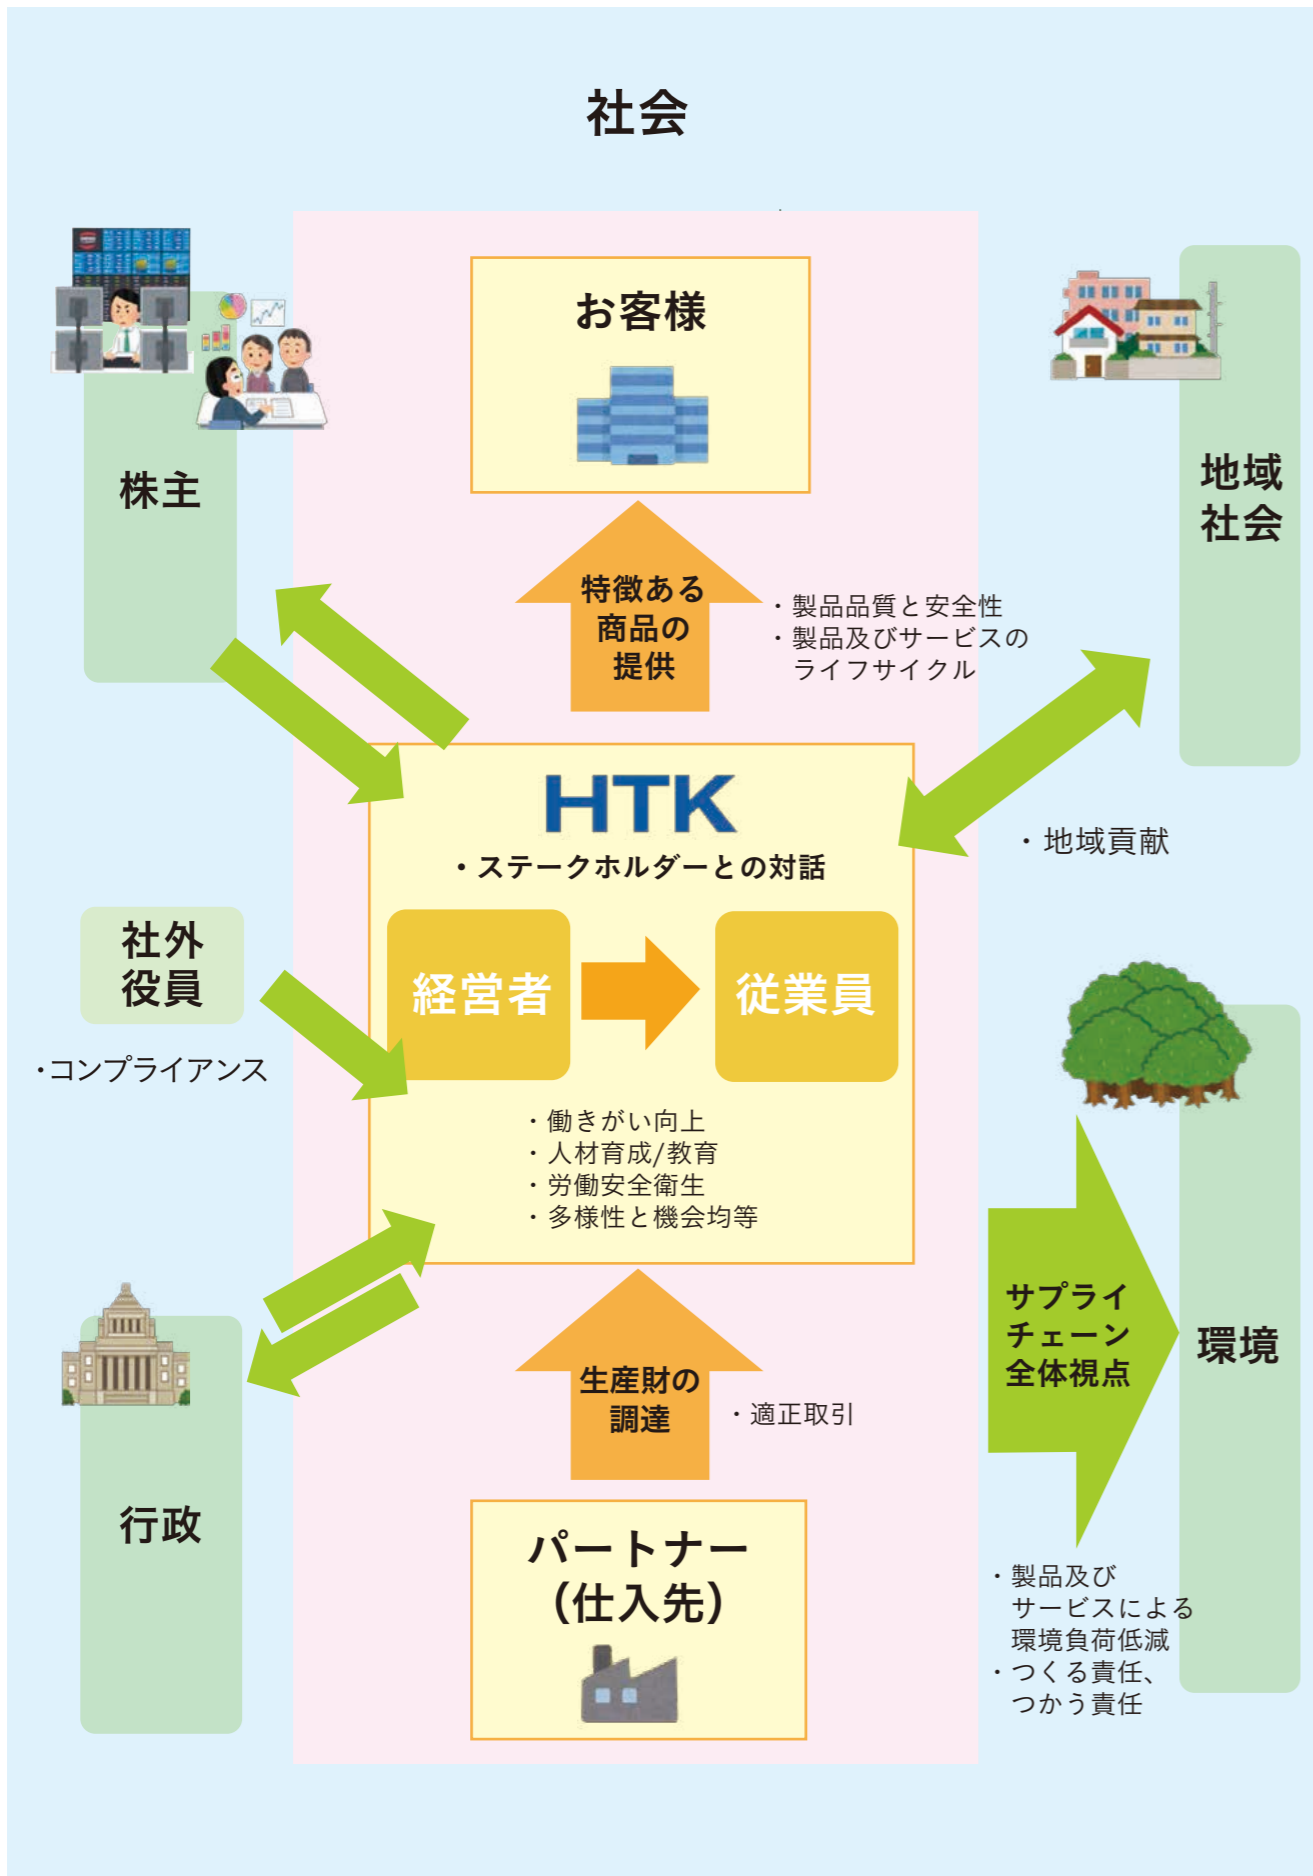 社会
お客様
株主
地域
社会
特徴ある
商品の
提供
・製品品質と安全性
・製品及びサービスの
ライフサイクル
HTK
・ステークホルダーとの対話
・地域貢献
社外
役員
・コンプライアンス
経営者
従業員
・働きがい向上
・人材育成/教育
・労働安全衛生
・多様性と機会均等
サプライ
チェーン
全体視点
環境
生産財の
調達
・適正取引
行政
パートナー
(仕入先)
・製品及び
サービスによる
環境負荷低減
・つくる責任、
つかう責任